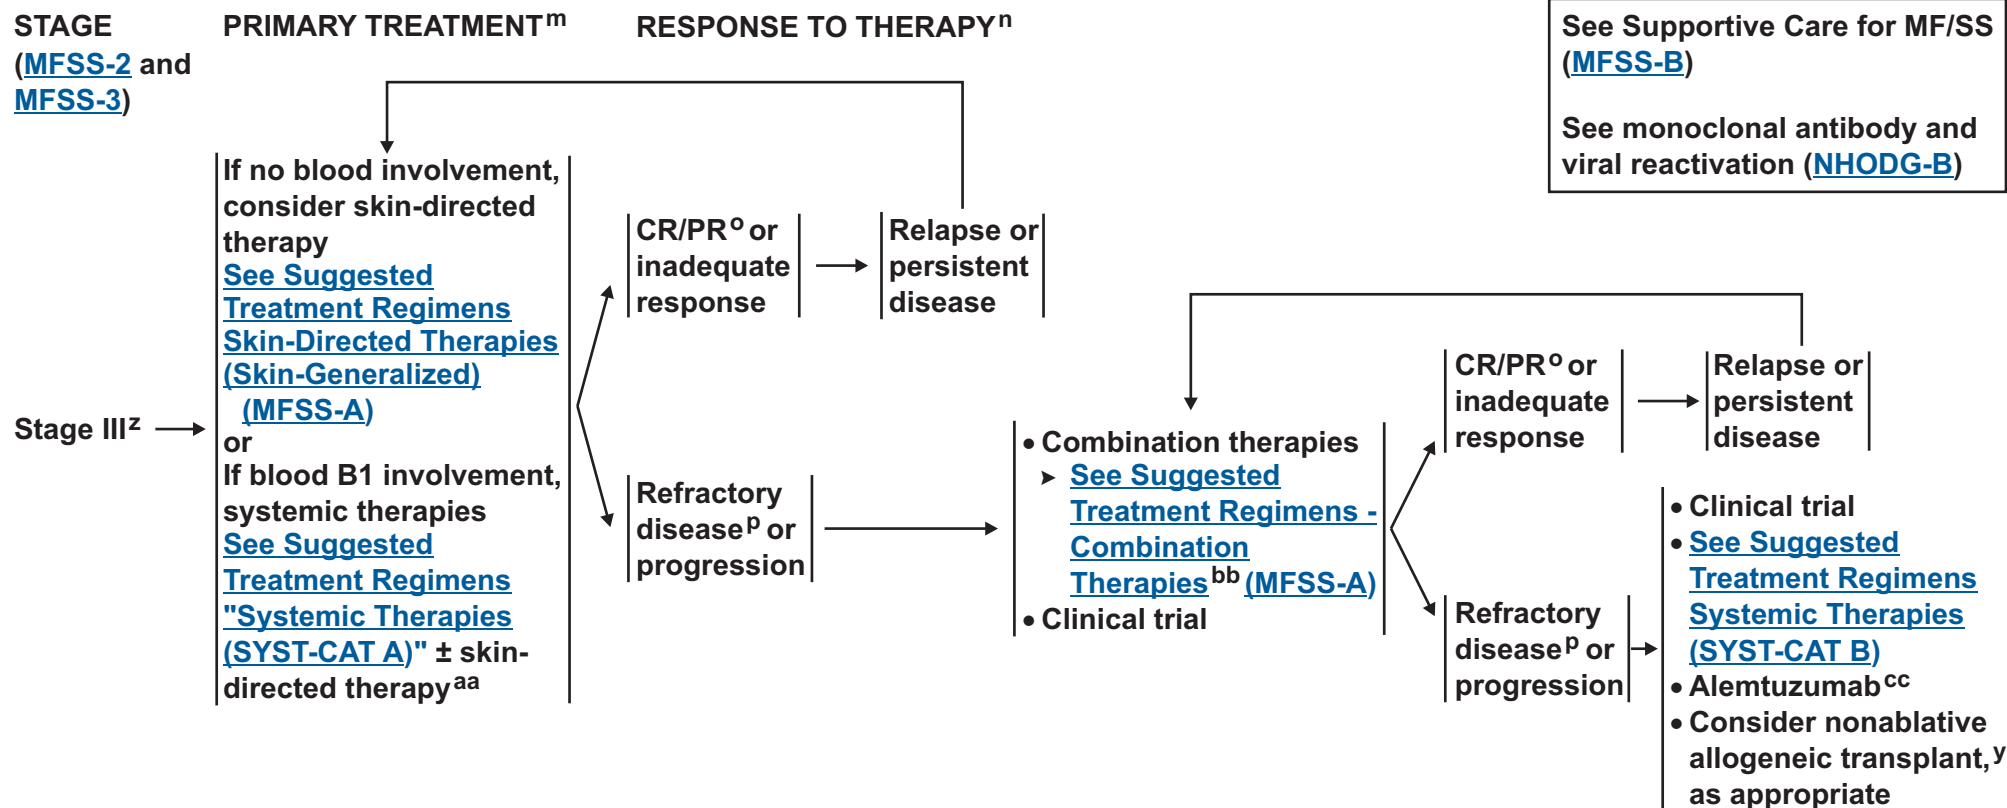 STAGE
(MFSS-2 and
MFSS-3)
PRIMARY TREATMENTm
RESPONSE TO THERAPYn
See Supportive Care for MF/SS
(MFSS-B)
See monoclonal antibody and
viral reactivation (NHODG-B)
Stage IIIz
If no blood involvement,
consider skin-directed
therapy
See Suggested
Treatment Regimens
Skin-Directed Therapies
(Skin-Generalized)
(MFSS-A)
or
If blood B1 involvement,
systemic therapies
See Suggested
Treatment Regimens
"Systemic Therapies
(SYST-CAT A)" ± skin-
directed therapyaa
CR/PRo or
inadequate
response
Relapse or
persistent
disease
Refractory
diseasep or
progression
• Combination therapies
➤ See Suggested
Treatment Regimens -
Combination
Therapiesbb (MFSS-A)
• Clinical trial
CR/PRo or
inadequate
response
Relapse or
persistent
disease
Refractory
diseasep or
progression
• Clinical trial
• See Suggested
Treatment Regimens
Systemic Therapies
(SYST-CAT B)
• Alemtuzumabcc
• Consider nonablative
allogeneic transplant,y
as appropriate